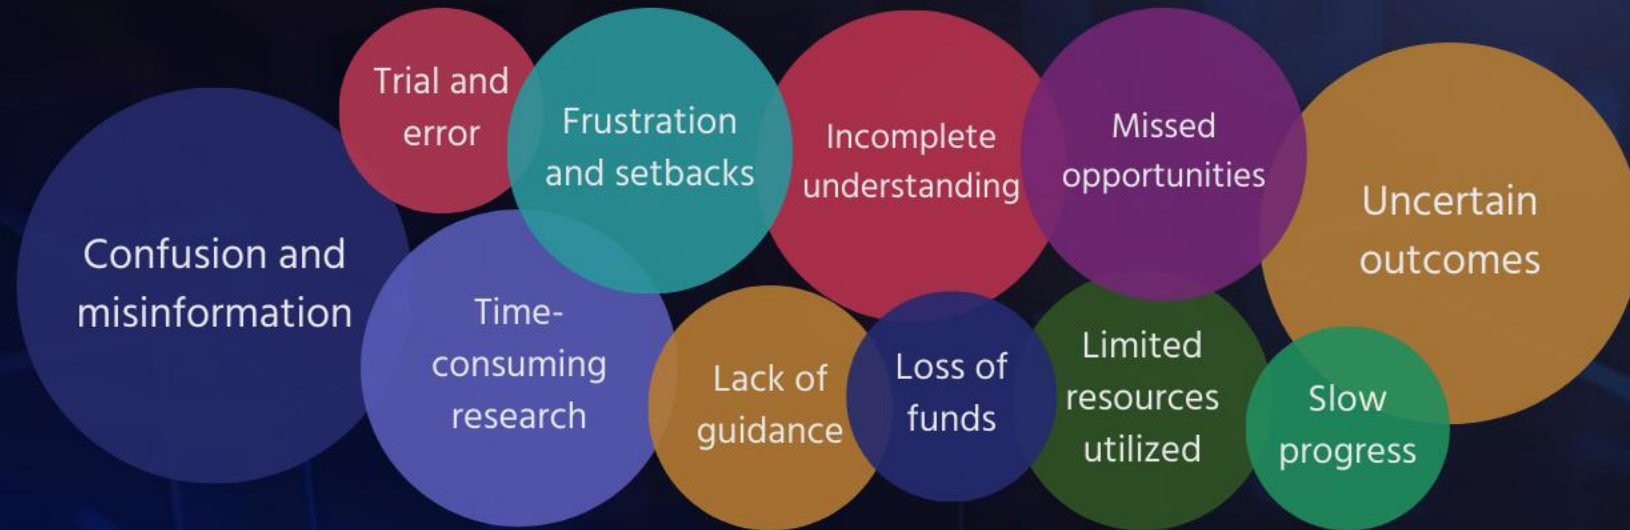 Confusion and
misinformation
Trial and
error
Time-
consuming
research
Frustration
and setbacks
Lack of
guidance
Incomplete
understanding
Loss of
funds
Missed
opportunities
Limited
resources
utilized
Uncertain
outcomes
Slow
progress